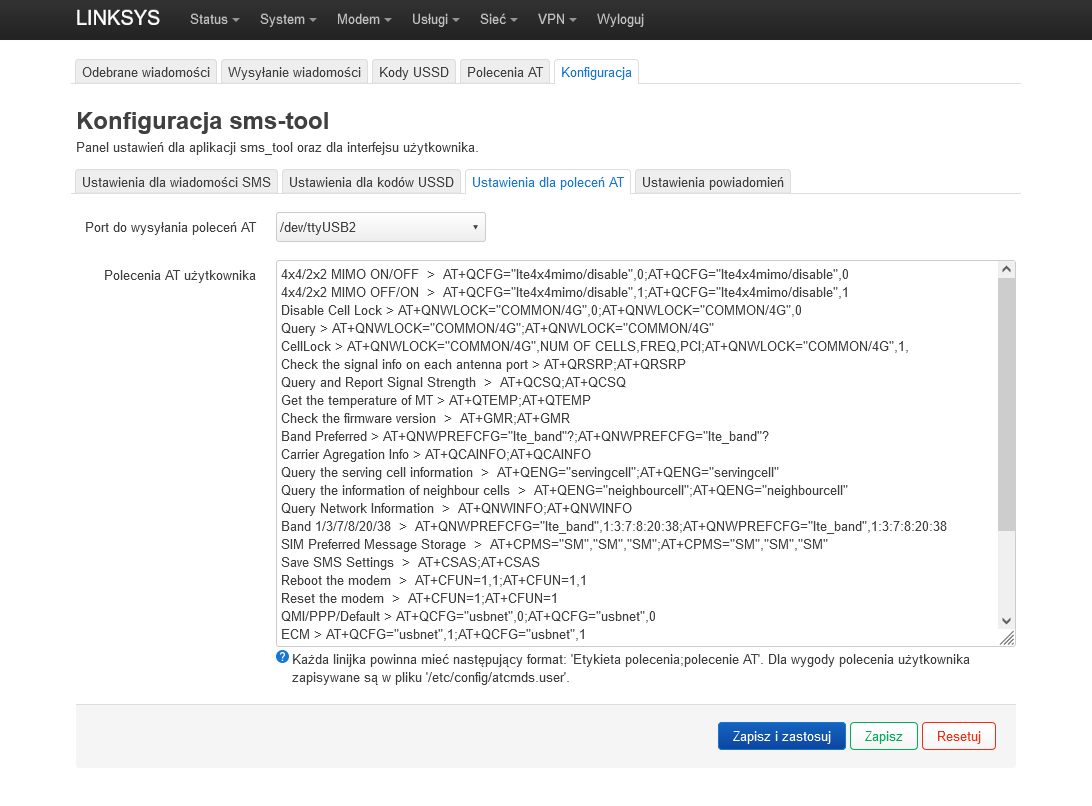 LINKSYS Status System Modem Usługi Sieć VPN Wyloguj
Odebrane wiadomości Wysyłanie wiadomości Kody USSD Polecenia AT Konfiguracja
Konfiguracja sms-tool
Panel ustawień dla aplikacji sms_tool oraz dla interfejsu użytkownika.
Ustawienia dla wiadomości SMS Ustawienia dla kodów USSD Ustawienia dla poleceń AT Ustawienia powiadomień
Port do wysyłania poleceń AT /dev/ttyUSB2
Polecenia AT użytkownika
4x4/2x2 MIMO ON/OFF > AT+QCFG="lte4x4mimo/disable",0;AT+QCFG="lte4x4mimo/disable",0
4x4/2x2 MIMO OFF/ON > AT+QCFG="lte4x4mimo/disable",1;AT+QCFG="lte4x4mimo/disable",1
Disable Cell Lock > AT+QNWLOCK="COMMON/4G",0;AT+QNWLOCK="COMMON/4G",0
Query > AT+QNWLOCK="COMMON/4G";AT+QNWLOCK="COMMON/4G"
CellLock > AT+QNWLOCK="COMMON/4G",NUM OF CELLS,FREQ,PCI;AT+QNWLOCK="COMMON/4G",1,
Check the signal info on each antenna port > AT+QRSRP;AT+QRSRP
Query and Report Signal Strength > AT+QCSQ;AT+QCSQ
Get the temperature of MT > AT+QTEMP;AT+QTEMP
Check the firmware version > AT+GMR;AT+GMR
Band Preferred > AT+QNWPREFCFG="lte_band"?;AT+QNWPREFCFG="lte_band"?
Carrier Agregation Info > AT+QCAINFO;AT+QCAINFO
Query the serving cell information > AT+QENG="servingcell";AT+QENG="servingcell"
Query the information of neighbour cells > AT+QENG="neighbourcell";AT+QENG="neighbourcell"
Query Network Information > AT+QNWINFO;AT+QNWINFO
Band 1/3/7/8/20/38 > AT+QNWPREFCFG="lte_band",1:3:7:8:20:38;AT+QNWPREFCFG="lte_band",1:3:7:8:20:38
SIM Preferred Message Storage > AT+CPMS="SM","SM","SM";AT+CPMS="SM","SM","SM"
Save SMS Settings > AT+CSAS;AT+CSAS
Reboot the modem > AT+CFUN=1,1;AT+CFUN=1,1
Reset the modem > AT+CFUN=1;AT+CFUN=1
QMI/PPP/Default > AT+QCFG="usbnet",0;AT+QCFG="usbnet",0
ECM > AT+QCFG="usbnet",1;AT+QCFG="usbnet",1
Każda linijka powinna mieć następujący format: 'Etykieta polecenia;polecenie AT'. Dla wygody polecenia użytkownika
zapisywane są w pliku '/etc/config/atcmds.user'.
Zapisz i zastosuj Zapisz Resetuj